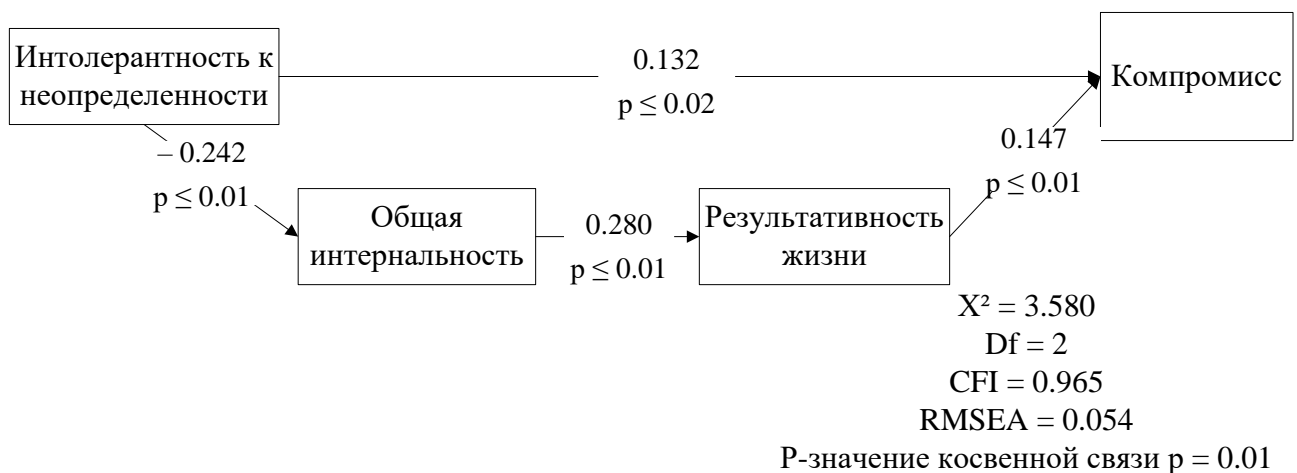 Интолерантность к
неопределенности
0.132
p ≤ 0.02
Компромисс
– 0.242
p ≤ 0.01
0.147
p ≤ 0.01
Общая
интернальность
0.280
p ≤ 0.01
Результативность
жизни
X² = 3.580
Df = 2
CFI = 0.965
RMSEA = 0.054
P-значение косвенной связи p = 0.01